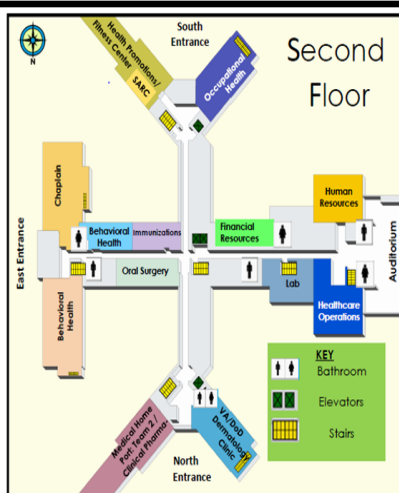 South
Entrance
Second
Floor
N
Health Promotions/
Fitness Center
SARC
Occupational
Health
Chaplain
Human
Resources
Behavioral
Health
Immunizations
Financial
Resources
Auditorium
East Entrance
Oral Surgery
Lab
Healthcare
Operations
Behavioral
Health
KEY
Bathroom
Elevators
Stairs
Medical Home
Port: Team 2 /
Clinical Pharma-
VA/DoD
Dermatology
Clinic
North
Entrance